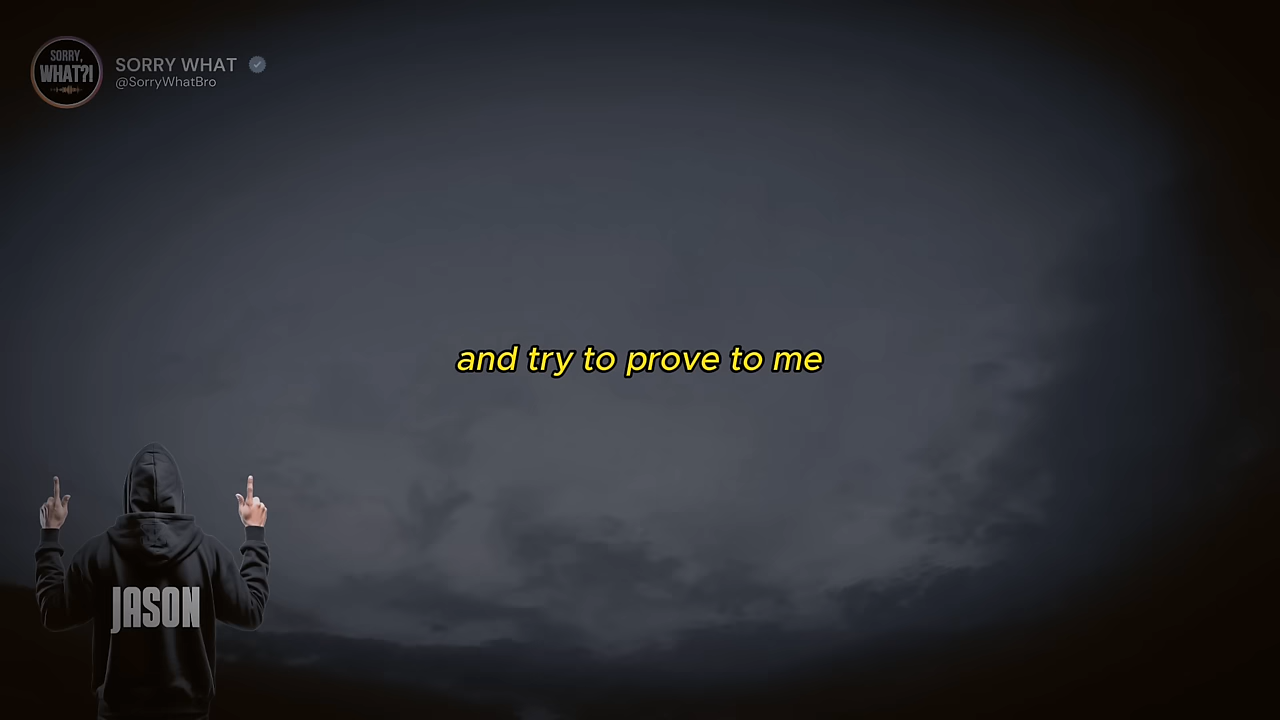 SORRY,
WHAT?!
SORRY WHAT
@SorryWhatBro
and try to prove to me
JASON